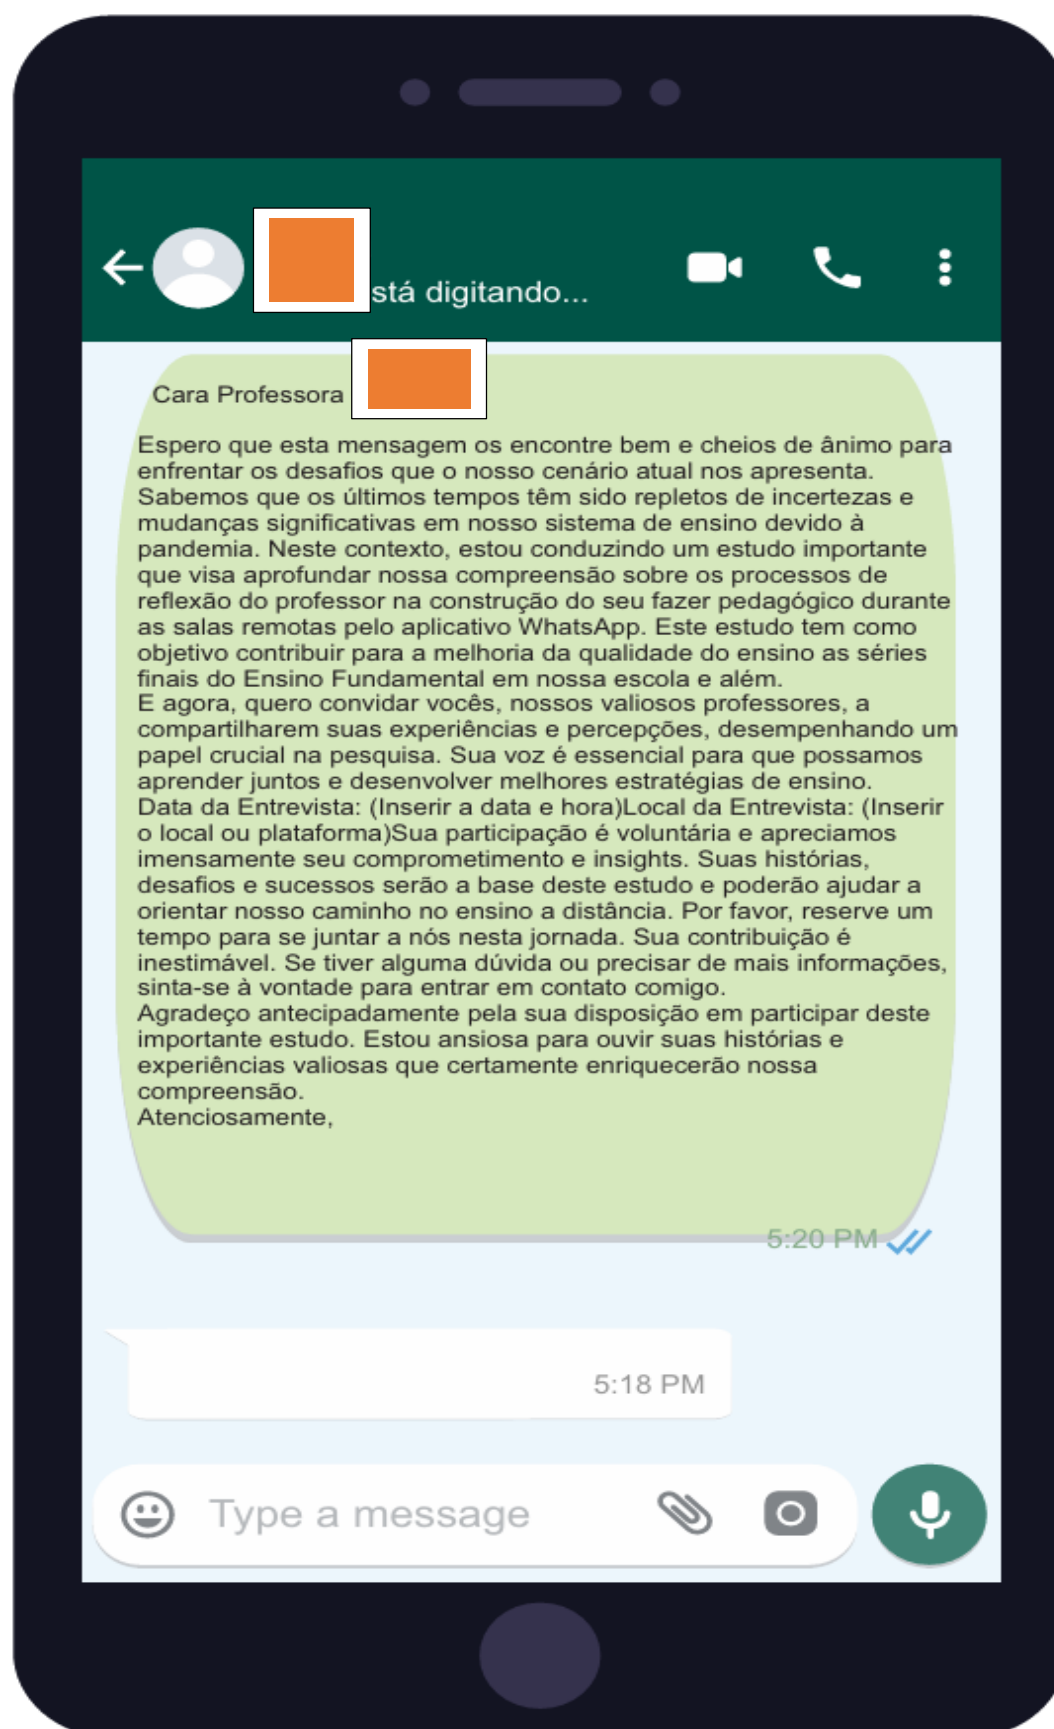 stá digitando...
Cara Professora
Espero que esta mensagem os encontre bem e cheios de ânimo para
enfrentar os desafios que o nosso cenário atual nos apresenta.
Sabemos que os últimos tempos têm sido repletos de incertezas e
mudanças significativas em nosso sistema de ensino devido à
pandemia. Neste contexto, estou conduzindo um estudo importante
que visa aprofundar nossa compreensão sobre os processos de
reflexão do professor na construção do seu fazer pedagógico durante
as salas remotas pelo aplicativo WhatsApp. Este estudo tem como
objetivo contribuir para a melhoria da qualidade do ensino as séries
finais do Ensino Fundamental em nossa escola e além.
E agora, quero convidar vocês, nossos valiosos professores, a
compartilharem suas experiências e percepções, desempenhando um
papel crucial na pesquisa. Sua voz é essencial para que possamos
aprender juntos e desenvolver melhores estratégias de ensino.
Data da Entrevista: (Inserir a data e hora)Local da Entrevista: (Inserir
o local ou plataforma)Sua participação é voluntária e apreciamos
imensamente seu comprometimento e insights. Suas histórias,
desafios e sucessos serão a base deste estudo e poderão ajudar a
orientar nosso caminho no ensino a distância. Por favor, reserve um
tempo para se juntar a nós nesta jornada. Sua contribuição é
inestimável. Se tiver alguma dúvida ou precisar de mais informações,
sinta-se à vontade para entrar em contato comigo.
Agradeço antecipadamente pela sua disposição em participar deste
importante estudo. Estou ansiosa para ouvir suas histórias e
experiências valiosas que certamente enriquecerão nossa
compreensão.
Atenciosamente,
5:20 PM
5:18 PM
Type a message